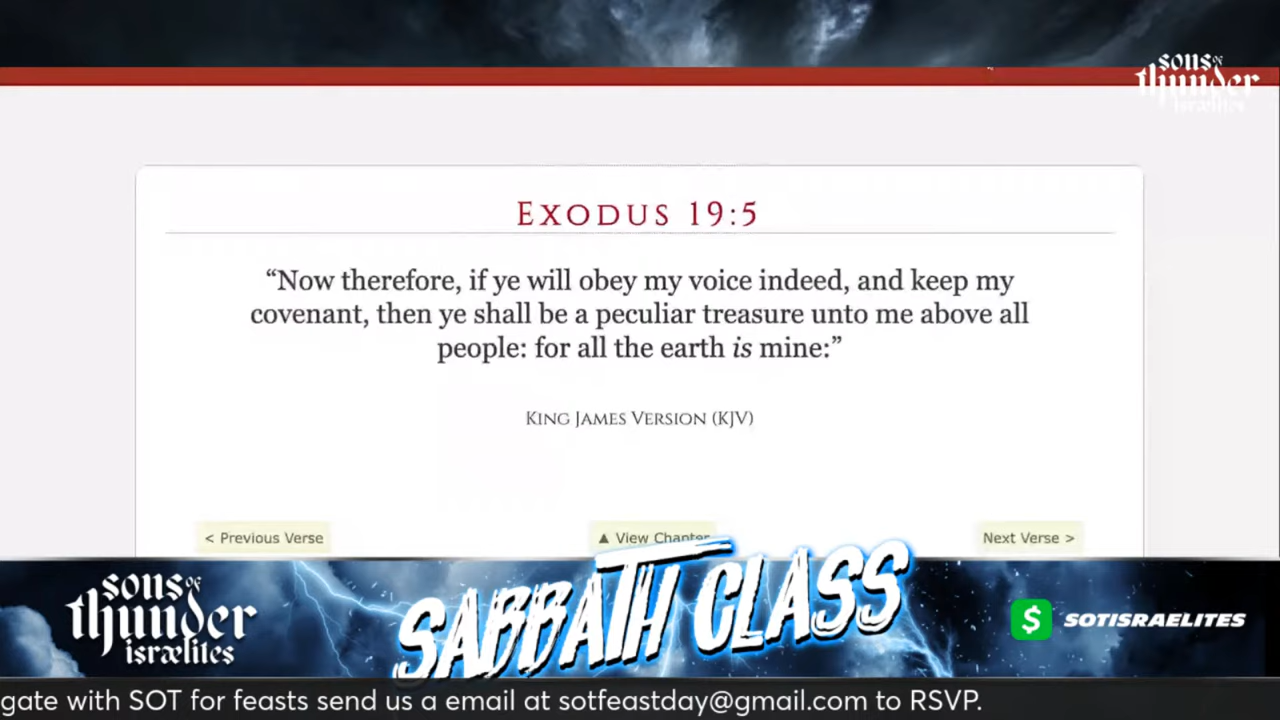 sons of
thunder
israelites
EXODUS 19:5
“Now therefore, if ye will obey my voice indeed, and keep my
covenant, then ye shall be a peculiar treasure unto me above all
people: for all the earth is mine:”
KING JAMES VERSION (KJV)
< Previous Verse
▲ View Chapter
Next Verse >
sons of
thunder
isrælites
SABBATH CLASS
$ SOTISRAELITES
gate with SOT for feasts send us a email at sotfeastday@gmail.com to RSVP.